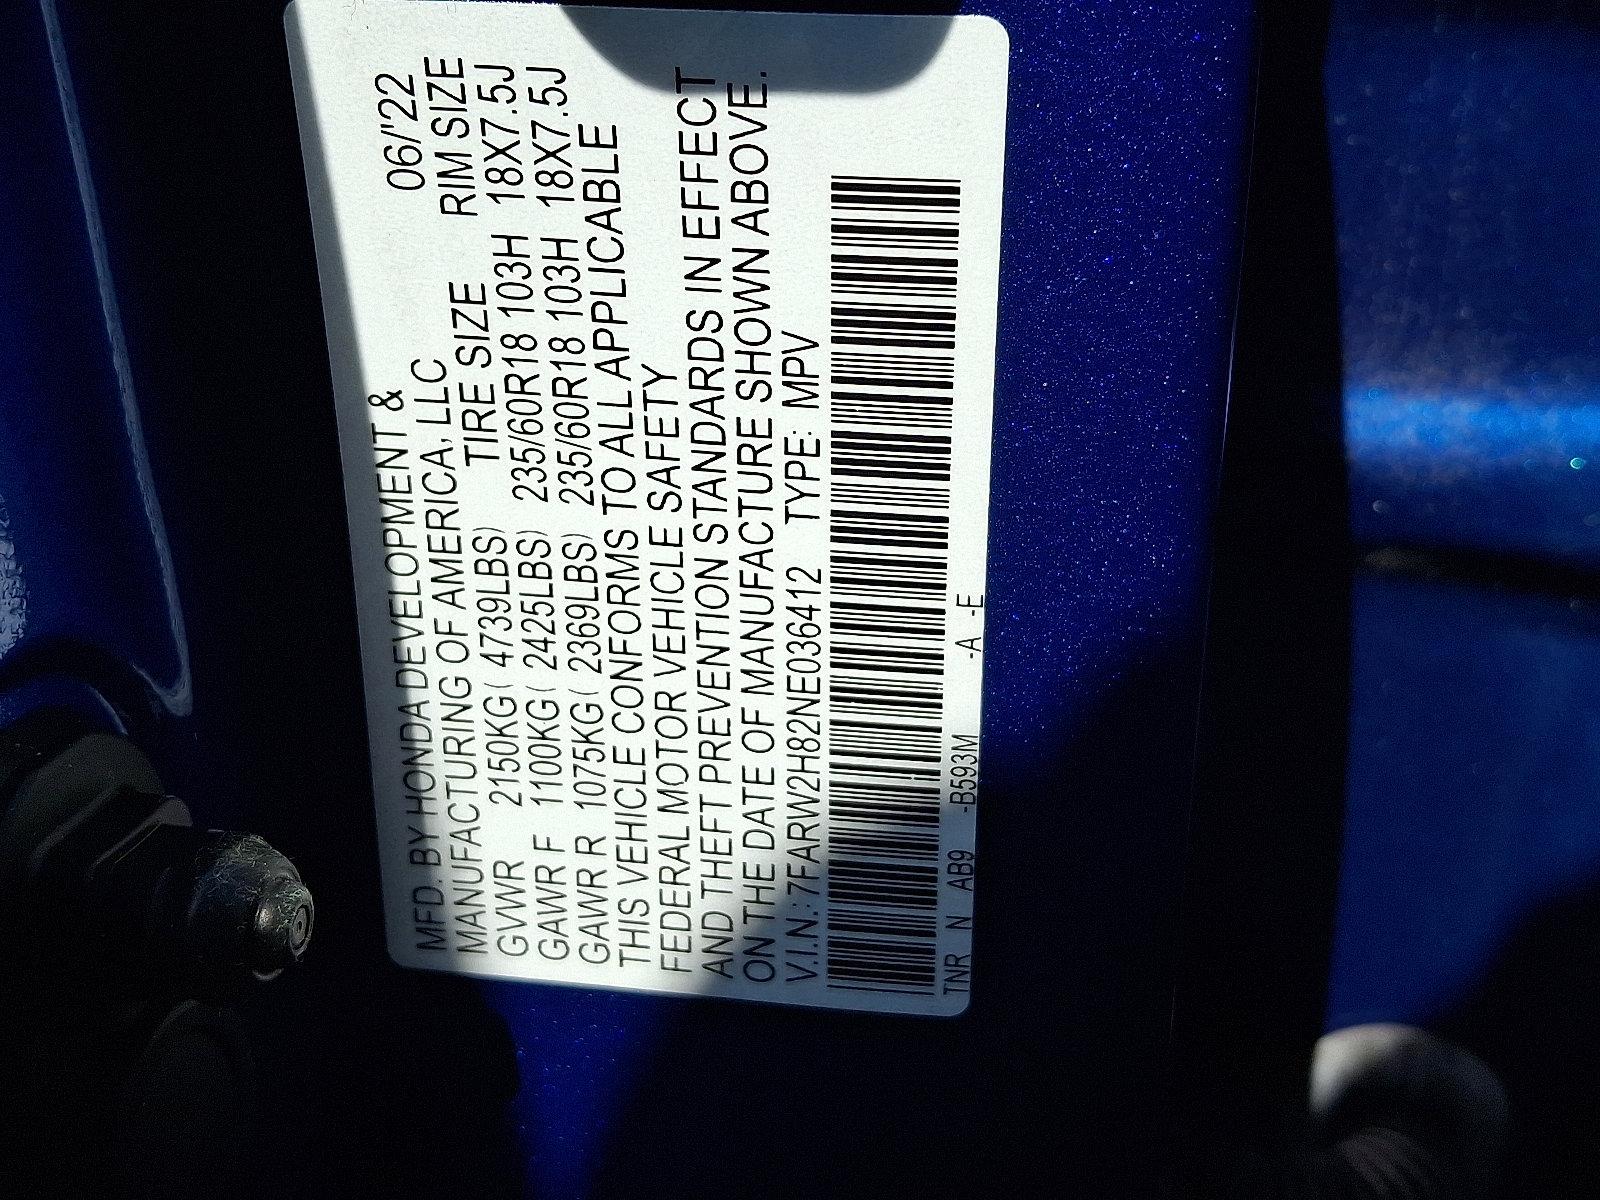 MFD. BY HONDA DEVELOPMENT &
MANUFACTURING OF AMERICA, LLC 06/'22
TIRE SIZE RIM SIZE
GVWR 2150KG ( 4739LBS) 235/60R18 103H 18X7.5J
GAWR F 1100KG ( 2425LBS) 235/60R18 103H 18X7.5J
GAWR R 1075KG ( 2369LBS)
THIS VEHICLE CONFORMS TO ALL APPLICABLE
FEDERAL MOTOR VEHICLE SAFETY
AND THEFT PREVENTION STANDARDS IN EFFECT
ON THE DATE OF MANUFACTURE SHOWN ABOVE.
V.I.N.: 7FARW2H82NE036412 TYPE: MPV
TNR N AB9 -B593M -A -E